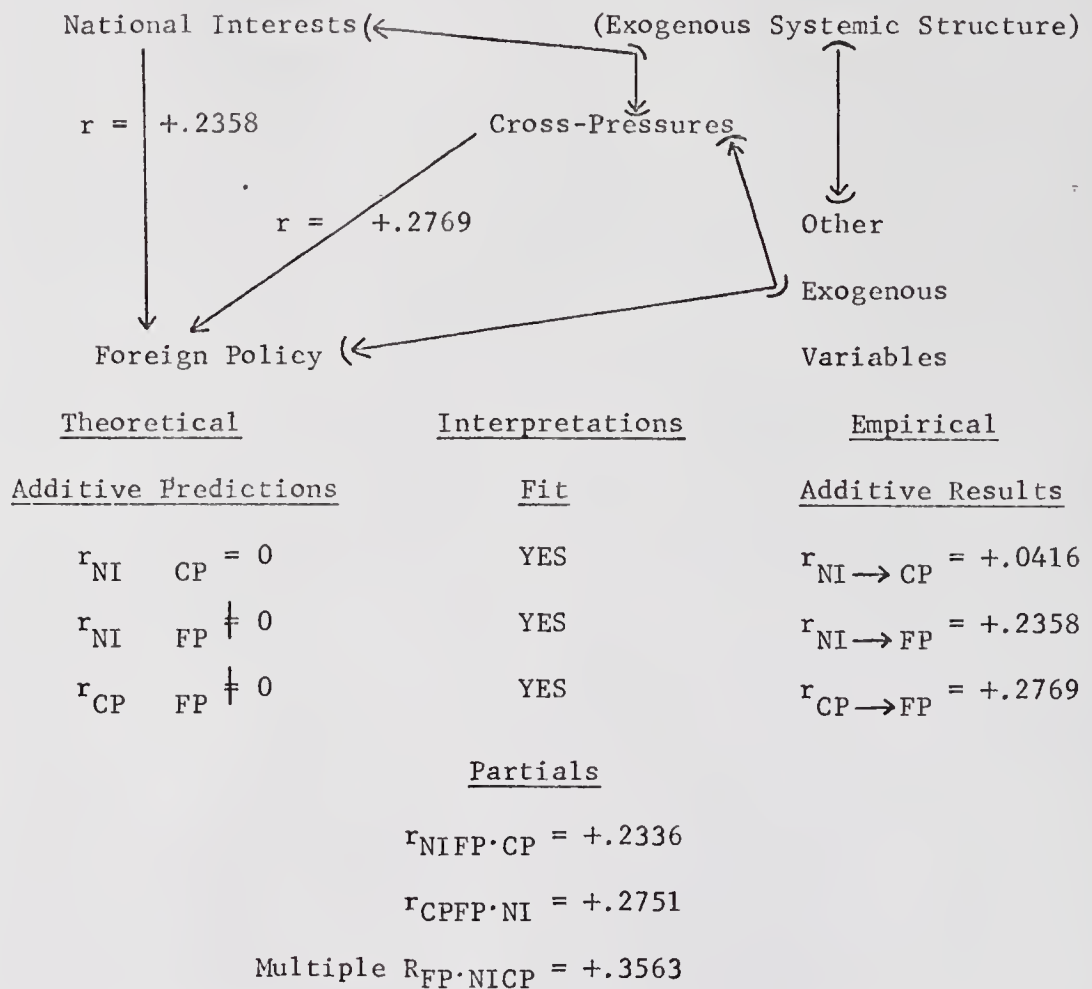 National Interests (Exogenous Systemic Structure)
r = +.2358 Cross-Pressures
r = +.2769 Other
Exogenous
Foreign Policy Variables
Theoretical Interpretations Empirical
Additive Predictions Fit Additive Results
rNI CP = 0 YES rNI→CP = +.0416
rNI FP ≠ 0 YES rNI→FP = +.2358
rCP FP ≠ 0 YES rCP→FP = +.2769
Partials
rNIFP·CP = +.2336
rCPFP·NI = +.2751
Multiple RFP·NICP = +.3563